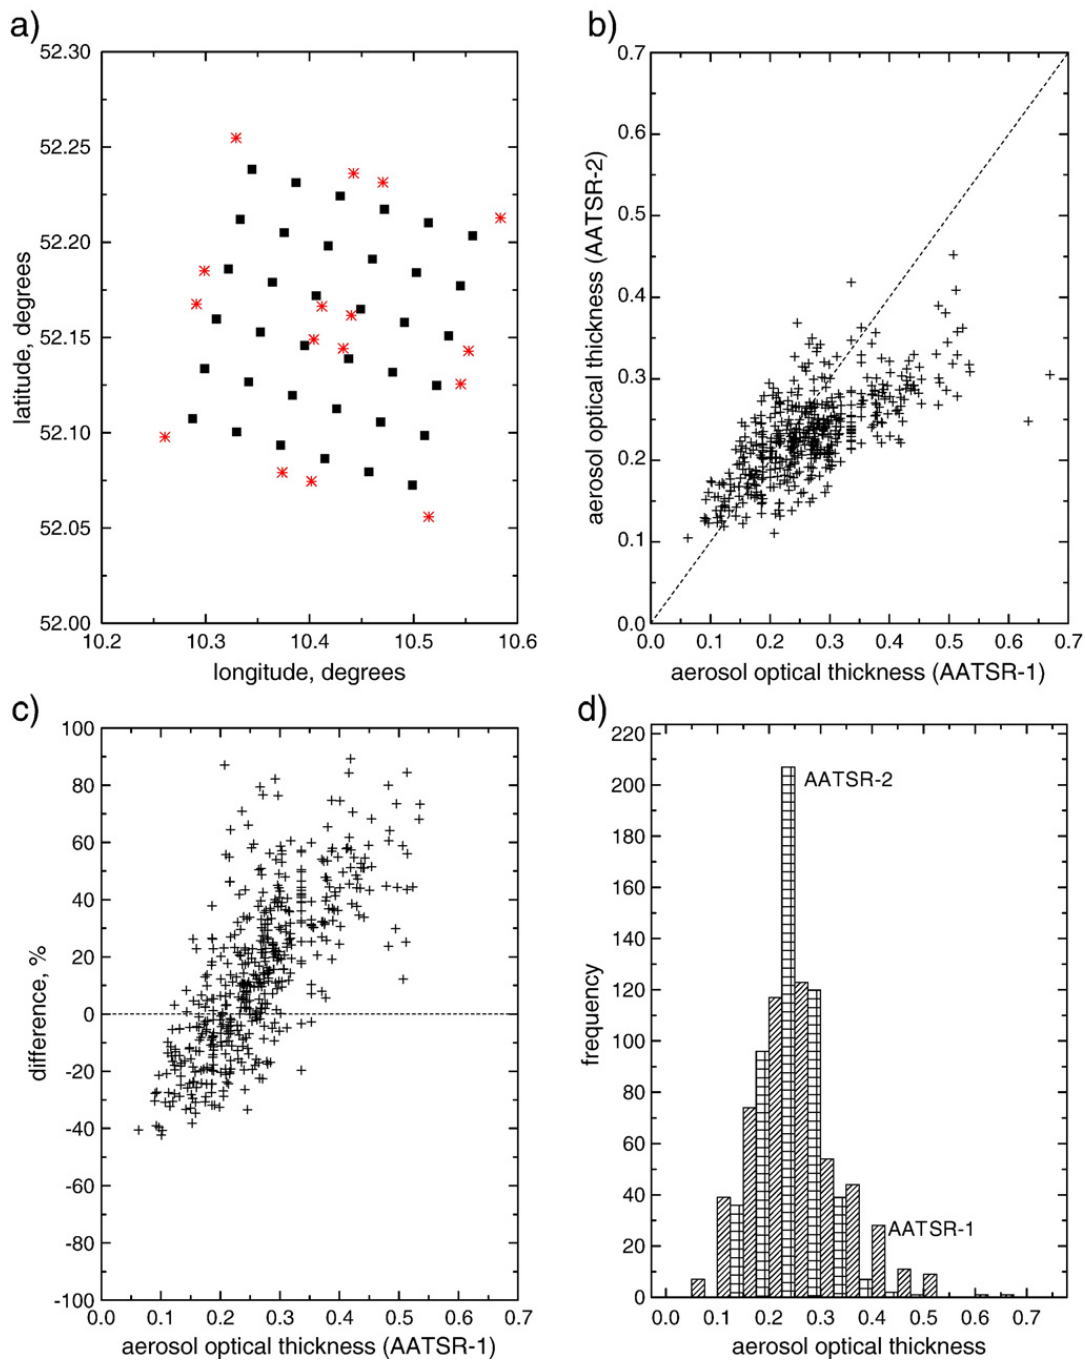 a)
52.30
52.25
52.20
52.15
52.10
52.05
52.00
latitude, degrees
10.2 10.3 10.4 10.5 10.6
longitude, degrees
b)
0.7
0.6
0.5
0.4
0.3
0.2
0.1
0.0
aerosol optical thickness (AATSR-2)
0.0 0.1 0.2 0.3 0.4 0.5 0.6 0.7
aerosol optical thickness (AATSR-1)
c)
100
80
60
40
20
0
-20
-40
-60
-80
-100
difference, %
0.0 0.1 0.2 0.3 0.4 0.5 0.6 0.7
aerosol optical thickness (AATSR-1)
d)
220
200
180
160
140
120
100
80
60
40
20
0
frequency
AATSR-2
AATSR-1
0.0 0.1 0.2 0.3 0.4 0.5 0.6 0.7
aerosol optical thickness